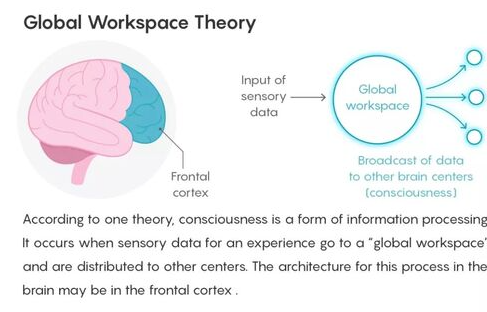 Global Workspace Theory
Input of
sensory
data
Global
workspace
Frontal
cortex
Broadcast of data
to other brain centers
(consciousness)
According to one theory, consciousness is a form of information processing
It occurs when sensory data for an experience go to a “global workspace’
and are distributed to other centers. The architecture for this process in the
brain may be in the frontal cortex .